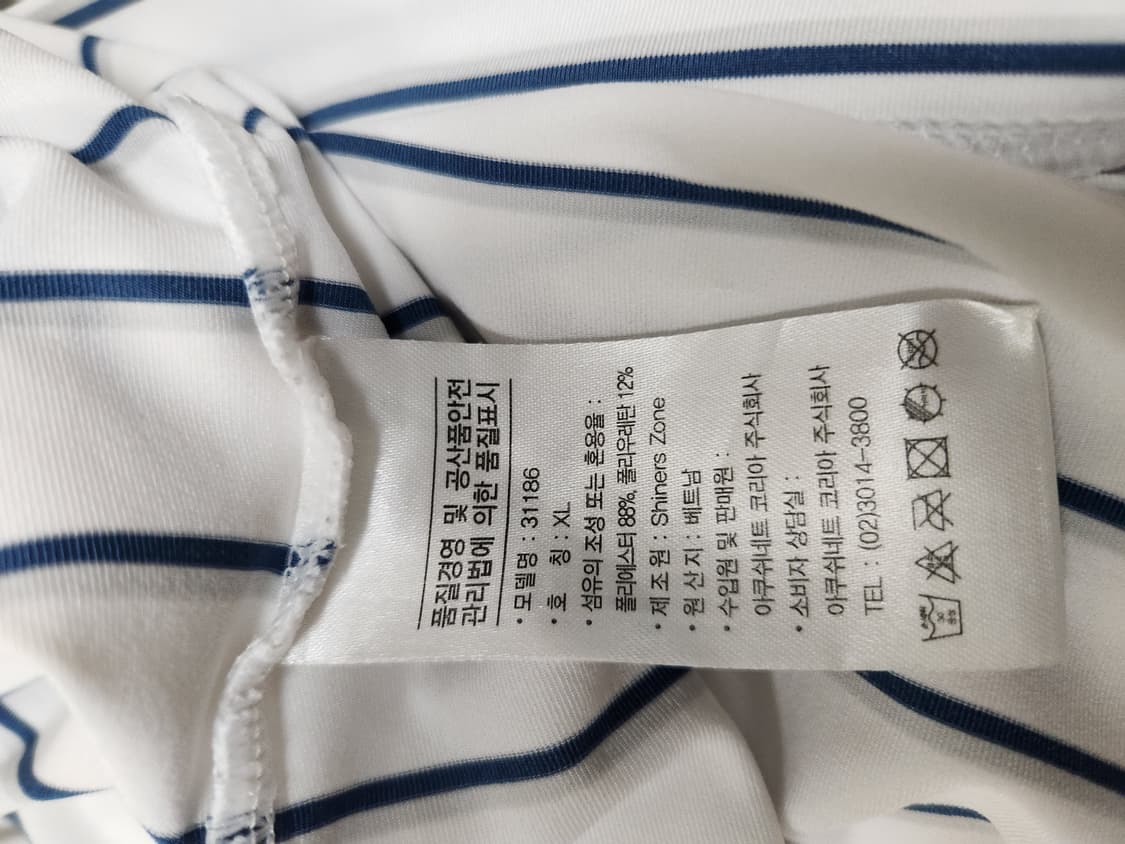 품질경영 및 공산품안전
관리법에 의한 품질표시
• 모델명 : 31186
• 호 칭 : XL
• 섬유의 조성 또는 혼용율 :
폴리에스터 88%, 폴리우레탄 12%
• 제 조 원 : Shiners Zone
• 원 산 지 : 베트남
• 수입원 및 판매원 :
아쿠쉬네트 코리아 주식회사
• 소비자 상담실 :
아쿠쉬네트 코리아 주식회사
TEL : (02)3014-3800